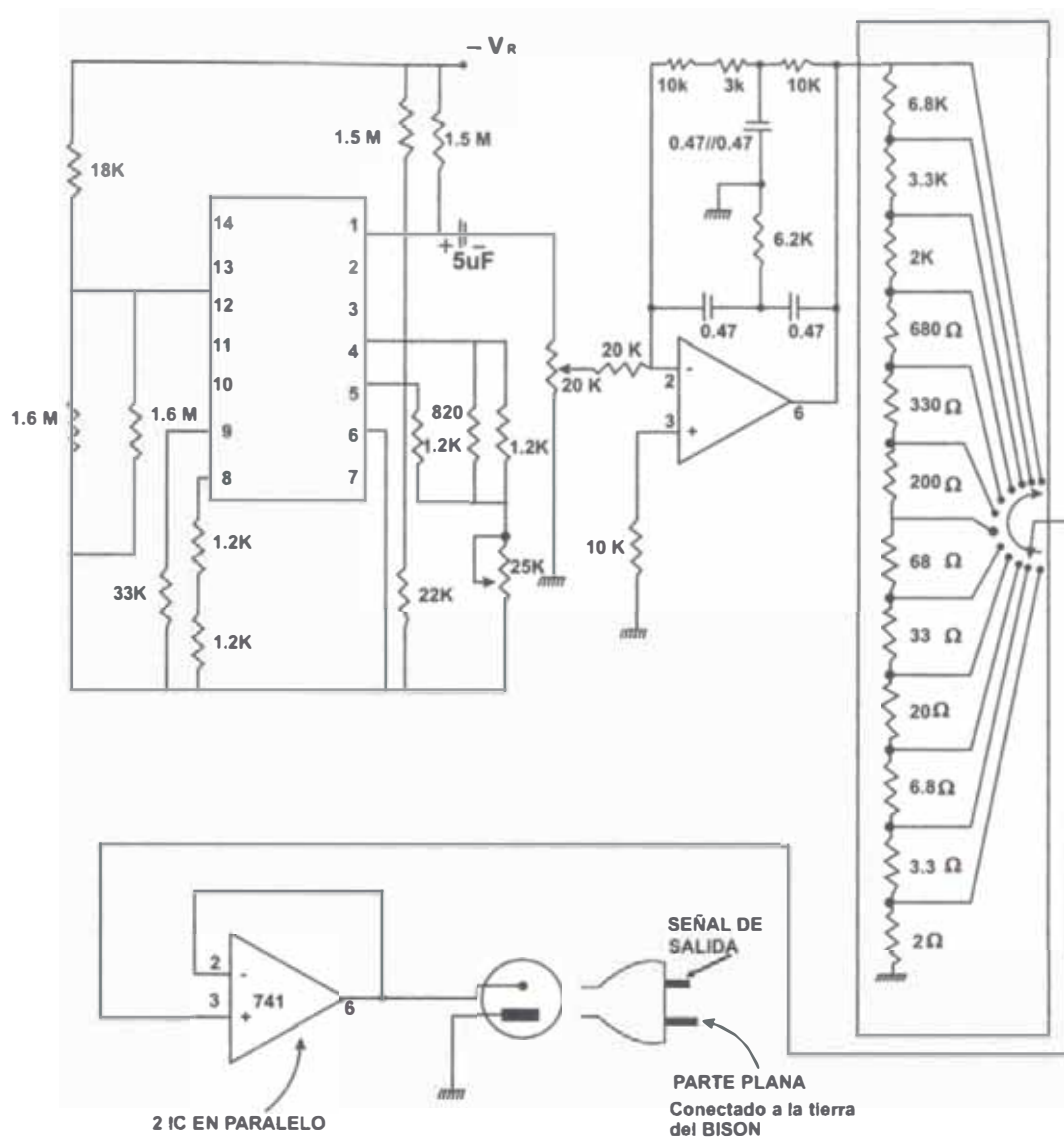 – VR
18K
1.5 M
1.5 M
14
13
12
11
10
9
8
1
2
3
4
5
6
7
+ –
5uF
1.6 M
1.6 M
33K
1.2K
1.2K
22K
820
1.2K
1.2K
25K
20 K
20 K
10k
3k
10K
0.47//0.47
6.2K
0.47
0.47
2
-
3
+
6
10 K
6.8K
3.3K
2K
680 Ω
330Ω
200Ω
68 Ω
33 Ω
20Ω
6.8Ω
3.3 Ω
2Ω
2
-
3
+
741
6
2 IC EN PARALELO
SEÑAL DE
SALIDA
PARTE PLANA
Conectado a la tierra
del BISON